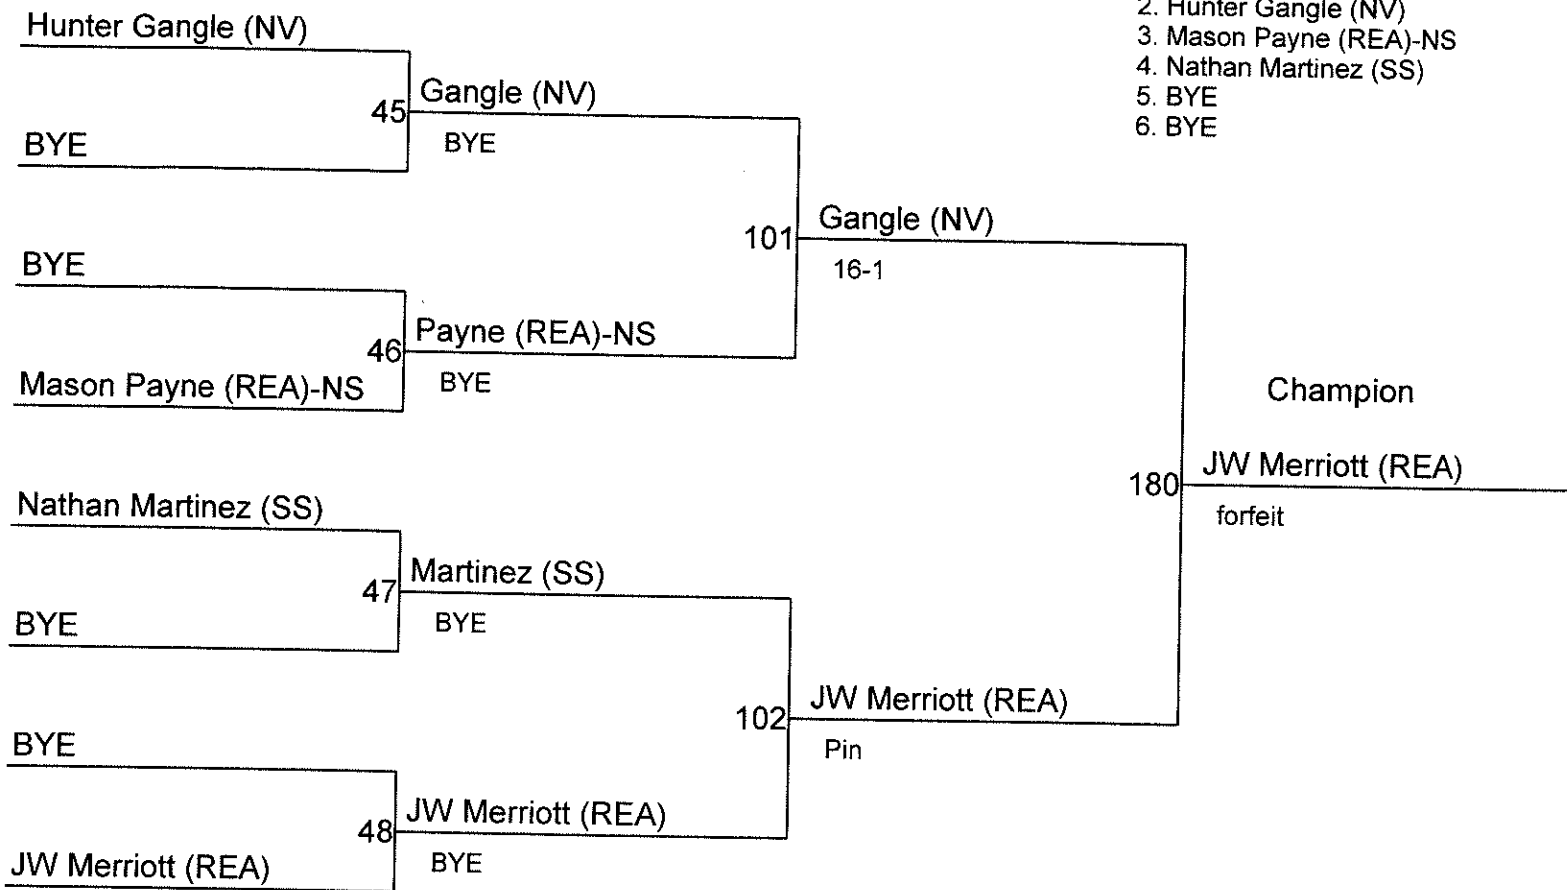 Hunter Gangle (NV)
2. Hunter Gangle (NV)
3. Mason Payne (REA)-NS
4. Nathan Martinez (SS)
5. BYE
6. BYE
45
Gangle (NV)
BYE
BYE
101
Gangle (NV)
16-1
BYE
46
Payne (REA)-NS
BYE
Mason Payne (REA)-NS
Champion
180
JW Merriott (REA)
forfeit
Nathan Martinez (SS)
47
Martinez (SS)
BYE
BYE
102
JW Merriott (REA)
Pin
BYE
48
JW Merriott (REA)
BYE
JW Merriott (REA)